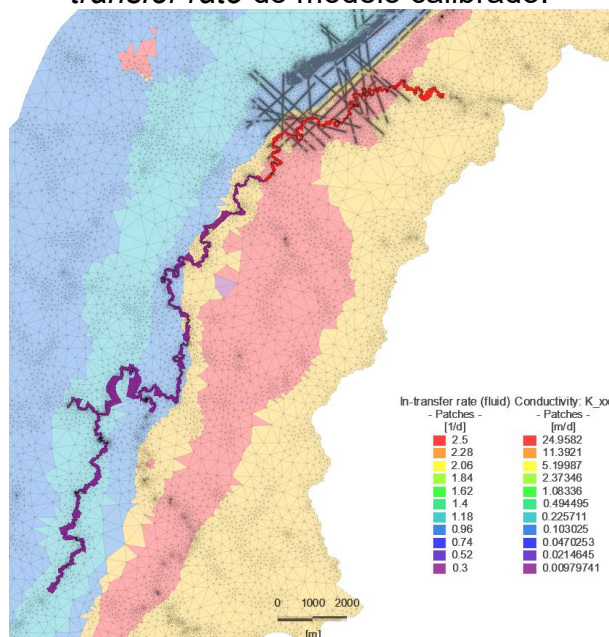 transfer rate do modelo calibrado.
In-transfer rate (fluid) Conductivity: K_xx
- Patches - - Patches -
[1/d] [m/d]
2.5 24.9582
2.28 11.3921
2.06 5.19987
1.84 2.37346
1.62 1.08336
1.4 0.494495
1.18 0.225711
0.96 0.103025
0.74 0.0470253
0.52 0.0214645
0.3 0.00979741
0 1000 2000
[m]